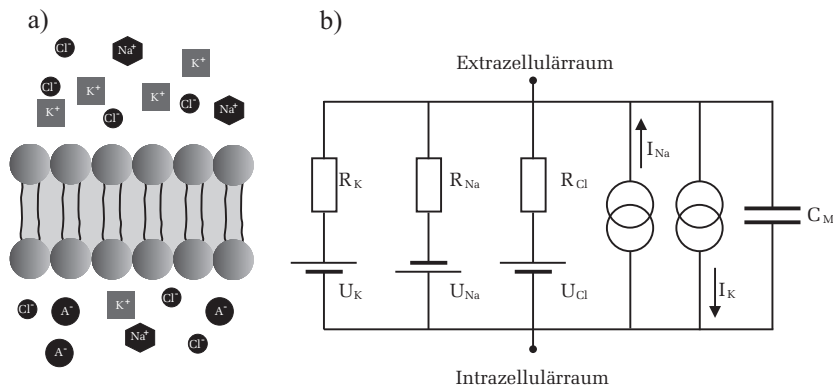 a)
Cl⁻
Na⁺
K⁺
Cl⁻
K⁺
K⁺
K⁺
Cl⁻
Cl⁻
Na⁺
Cl⁻
A⁻
K⁺
Cl⁻
A⁻
Na⁺
A⁻
Cl⁻
b)
Extrazellulärraum
R_K
R_Na
R_Cl
I_Na
C_M
U_K
U_Na
U_Cl
I_K
Intrazellulärraum